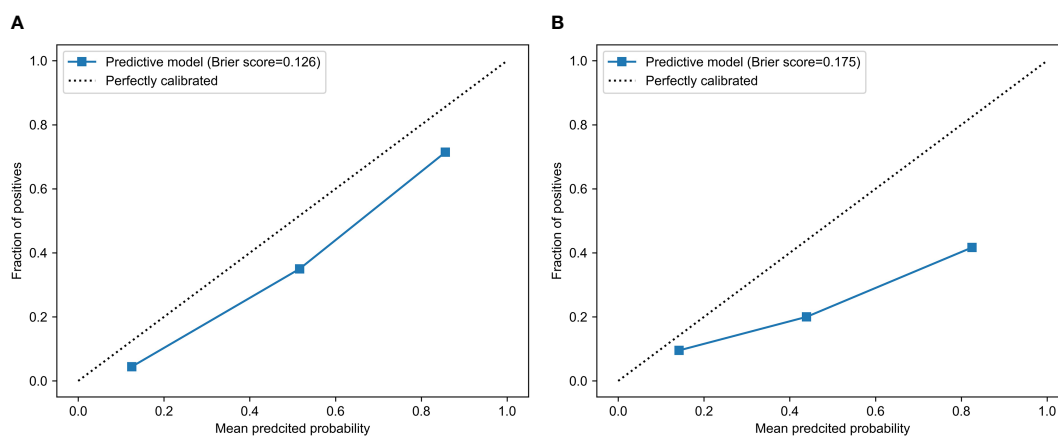 A
Predictive model (Brier score=0.126)
Perfectly calibrated
1.0
0.8
0.6
0.4
0.2
0.0
Fraction of positives
0.0 0.2 0.4 0.6 0.8 1.0
Mean predcited probability
B
Predictive model (Brier score=0.175)
Perfectly calibrated
1.0
0.8
0.6
0.4
0.2
0.0
Fraction of positives
0.0 0.2 0.4 0.6 0.8 1.0
Mean predcited probability